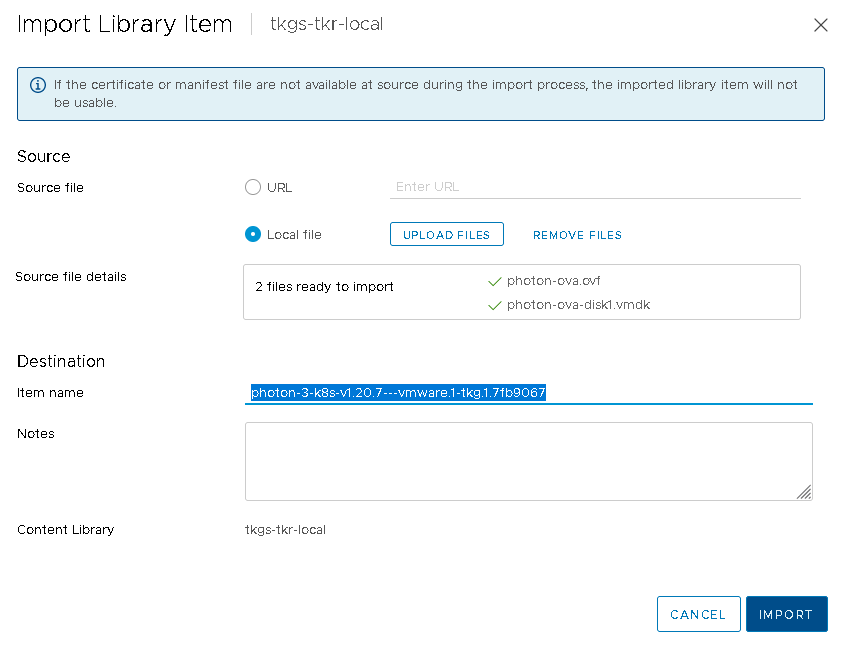 Import Library Item tkgs-tkr-local
If the certificate or manifest file are not available at source during the import process, the imported library item will not
be usable.
Source
Source file
URL
Enter URL
Local file
UPLOAD FILES
REMOVE FILES
Source file details
2 files ready to import
photon-ova.ovf
photon-ova-disk1.vmdk
Destination
Item name
photon-3-k8s-v1.20.7---vmware.1-tkg.1.7fb9067
Notes
Content Library
tkgs-tkr-local
CANCEL
IMPORT